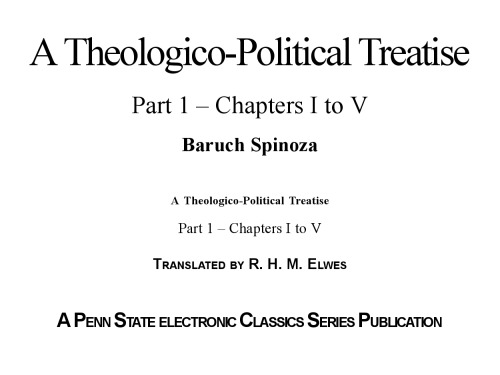 A Theologico-Political Treatise
Part 1 – Chapters I to V
Baruch Spinoza
A Theologico-Political Treatise
Part 1 – Chapters I to V
TRANSLATED BY R. H. M. ELWES
A PENN STATE ELECTRONIC CLASSICS SERIES PUBLICATION